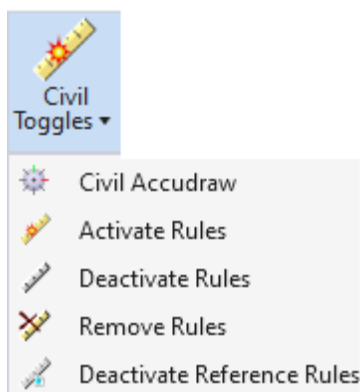 Civil
Toggles
Civil Accudraw
Activate Rules
Deactivate Rules
Remove Rules
Deactivate Reference Rules